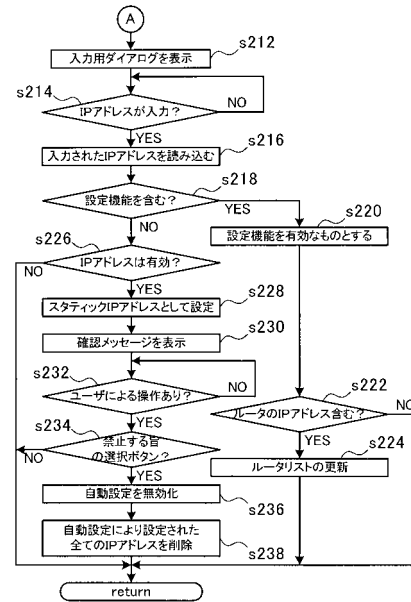 A
s212
入力用ダイアログを表示
s214
IPアドレスが入力？
NO
YES
s216
入力されたIPアドレスを読み込む
s218
設定機能を含む？
YES
NO
s220
設定機能を有効なものとする
s226
IPアドレスは有効？
NO
YES
s228
スタティックIPアドレスとして設定
s230
確認メッセージを表示
s232
ユーザによる操作あり？
NO
YES
s222
ルータのIPアドレス含む？
NO
YES
s234
禁止する旨
の選択ボタン？
NO
YES
s224
ルータリストの更新
自動設定を無効化
s236
自動設定により設定された
全てのIPアドレスを削除
s238
return